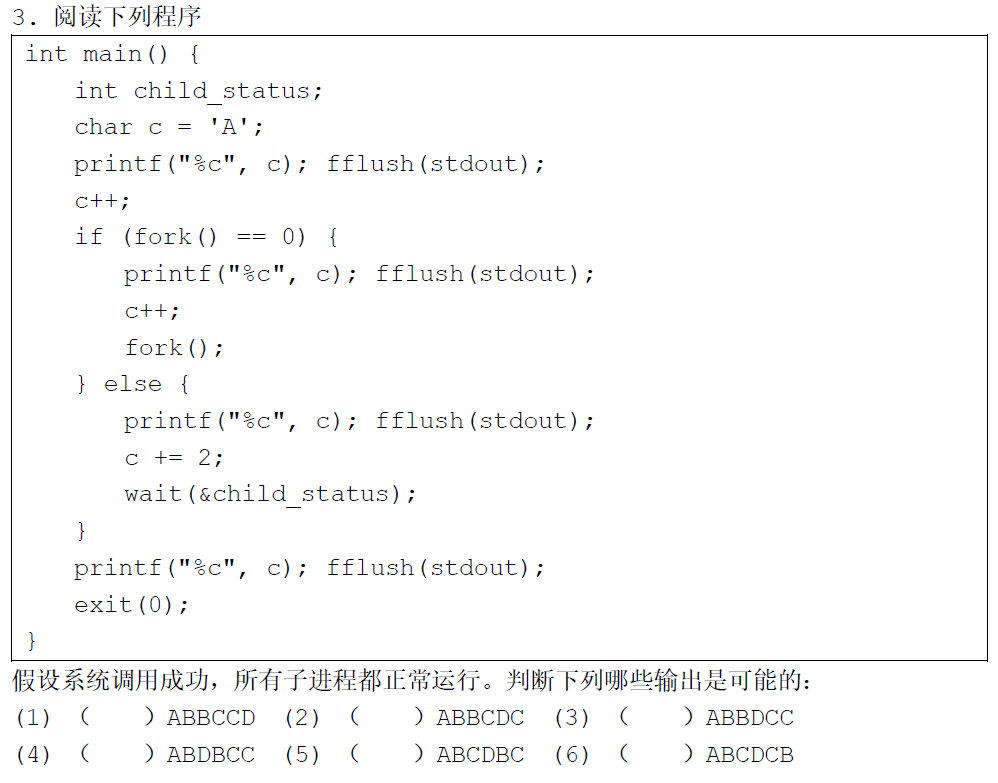 3．阅读下列程序
int main() {
    int child_status;
    char c = 'A';
    printf("%c", c); fflush(stdout);
    c++;
    if (fork() == 0) {
        printf("%c", c); fflush(stdout);
        c++;
        fork();
    } else {
        printf("%c", c); fflush(stdout);
        c += 2;
        wait(&child_status);
    }
    printf("%c", c); fflush(stdout);
    exit(0);
}
假设系统调用成功，所有子进程都正常运行。判断下列哪些输出是可能的：
(1) （    ）ABBCCD (2) （    ）ABBCDC (3) （    ）ABBDCC
(4) （    ）ABDBCC (5) （    ）ABCDBC (6) （    ）ABCDCB